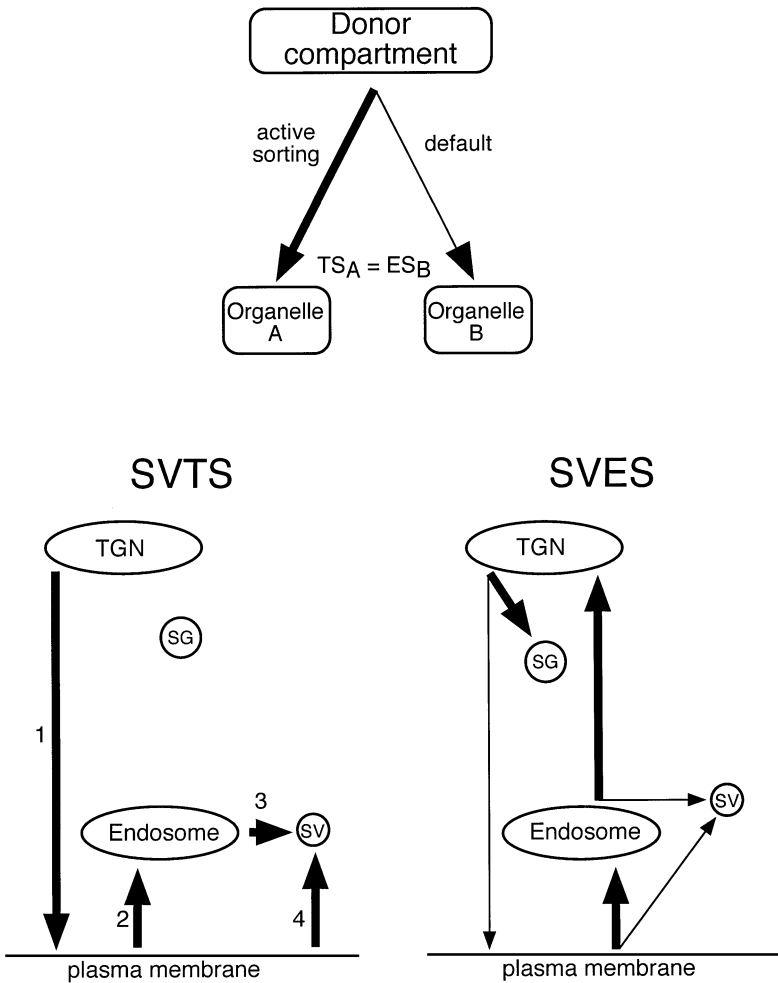 Donor
compartment
active
sorting
default
TSA = ESB
Organelle
A
Organelle
B
SVTS
TGN
SG
1
3
Endosome
SV
2
4
plasma membrane
SVES
TGN
SG
SV
Endosome
plasma membrane